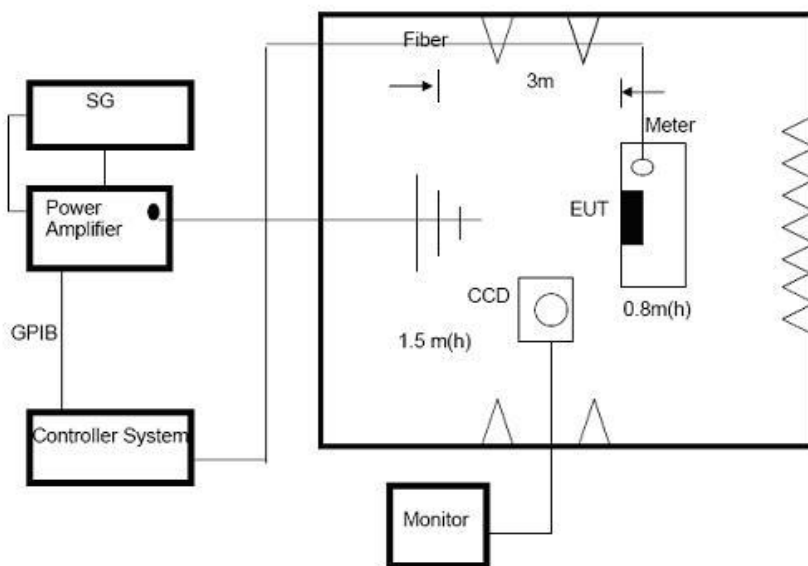 Fiber
3m
SG
Meter
Power
Amplifier
EUT
CCD
0.8m(h)
GPIB
1.5 m(h)
Controller System
Monitor